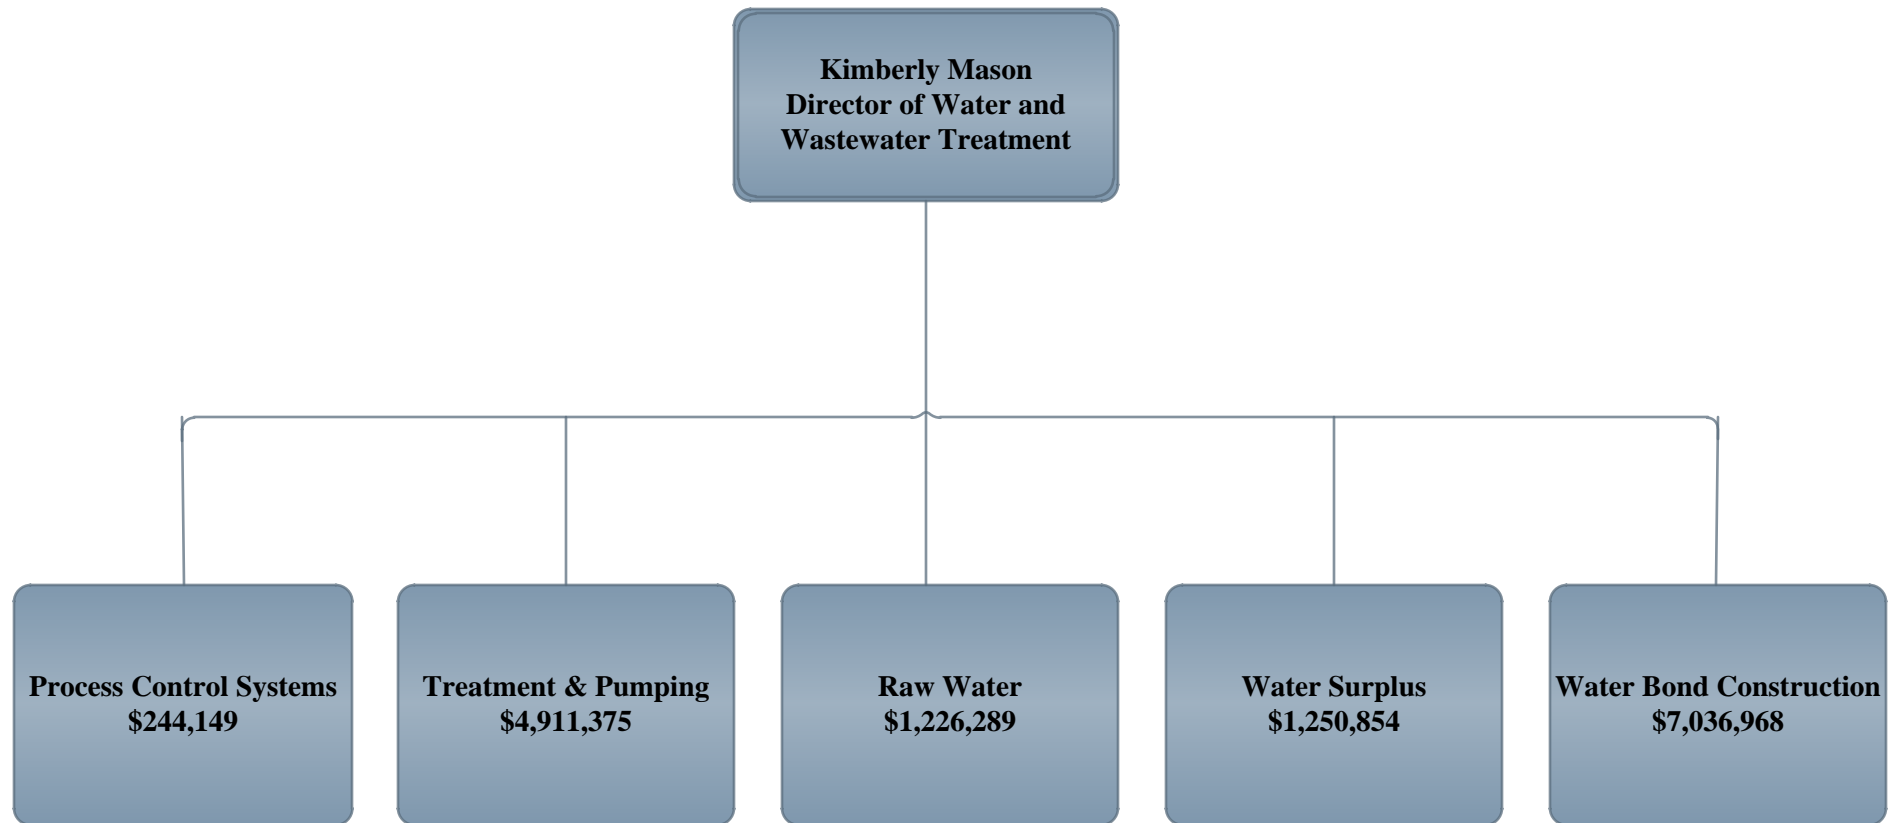 Kimberly Mason
Director of Water and
Wastewater Treatment
Process Control Systems
$244,149
Treatment & Pumping
$4,911,375
Raw Water
$1,226,289
Water Surplus
$1,250,854
Water Bond Construction
$7,036,968